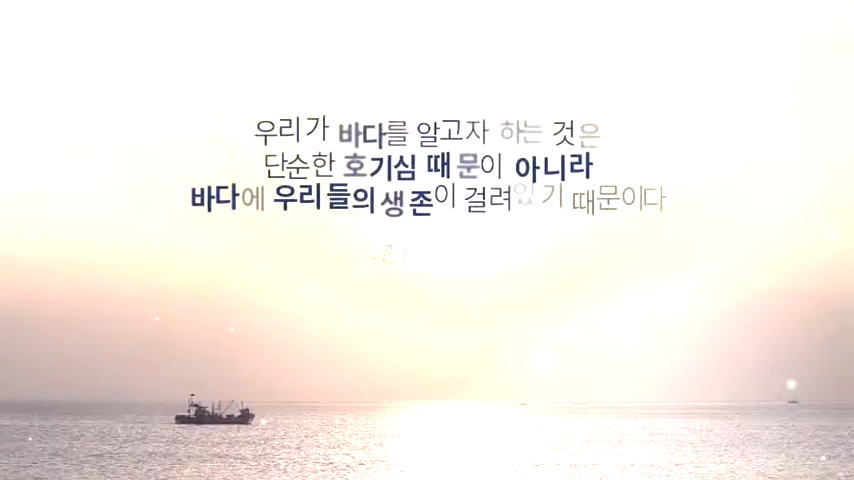 우리가 바다를 알고자 하는 것은
단순한 호기심 때문이 아니라
바다에 우리들의 생존이 걸려있기 때문이다